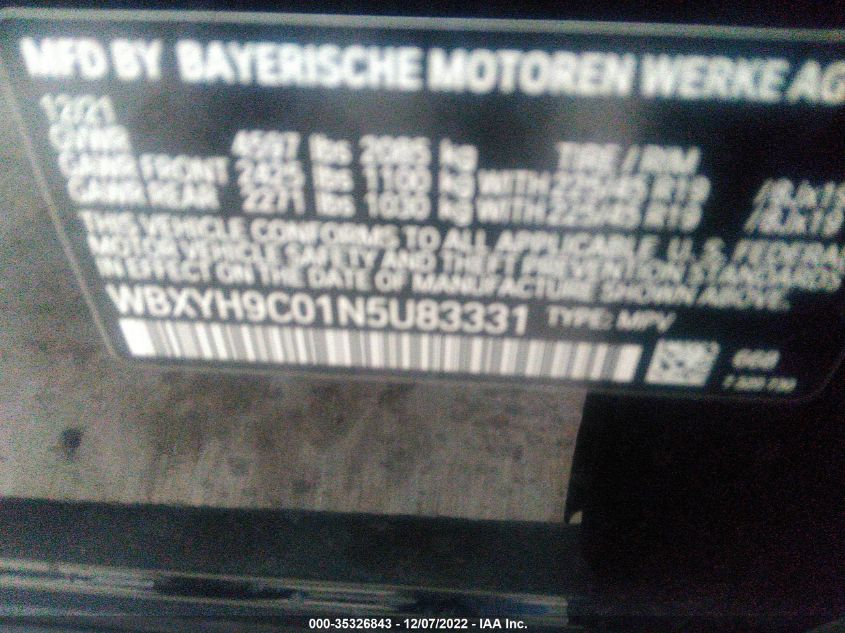 MFD BY BAYERISCHE MOTOREN WERKE AG
12/21
GVWR 4597 lbs 2085 kg TIRE / RIM
GAWR FRONT 2425 lbs 1100 kg WITH 225/45 R19 /8Jx19
GAWR REAR 2271 lbs 1030 kg WITH 225/45 R19 /8Jx19
THIS VEHICLE CONFORMS TO ALL APPLICABLE U. S. FEDERAL
MOTOR VEHICLE SAFETY AND THEFT PREVENTION STANDARDS
IN EFFECT ON THE DATE OF MANUFACTURE SHOWN ABOVE.
WBXYH9C01N5U83331 TYPE: MPV
000-35326843 - 12/07/2022 - IAA Inc.